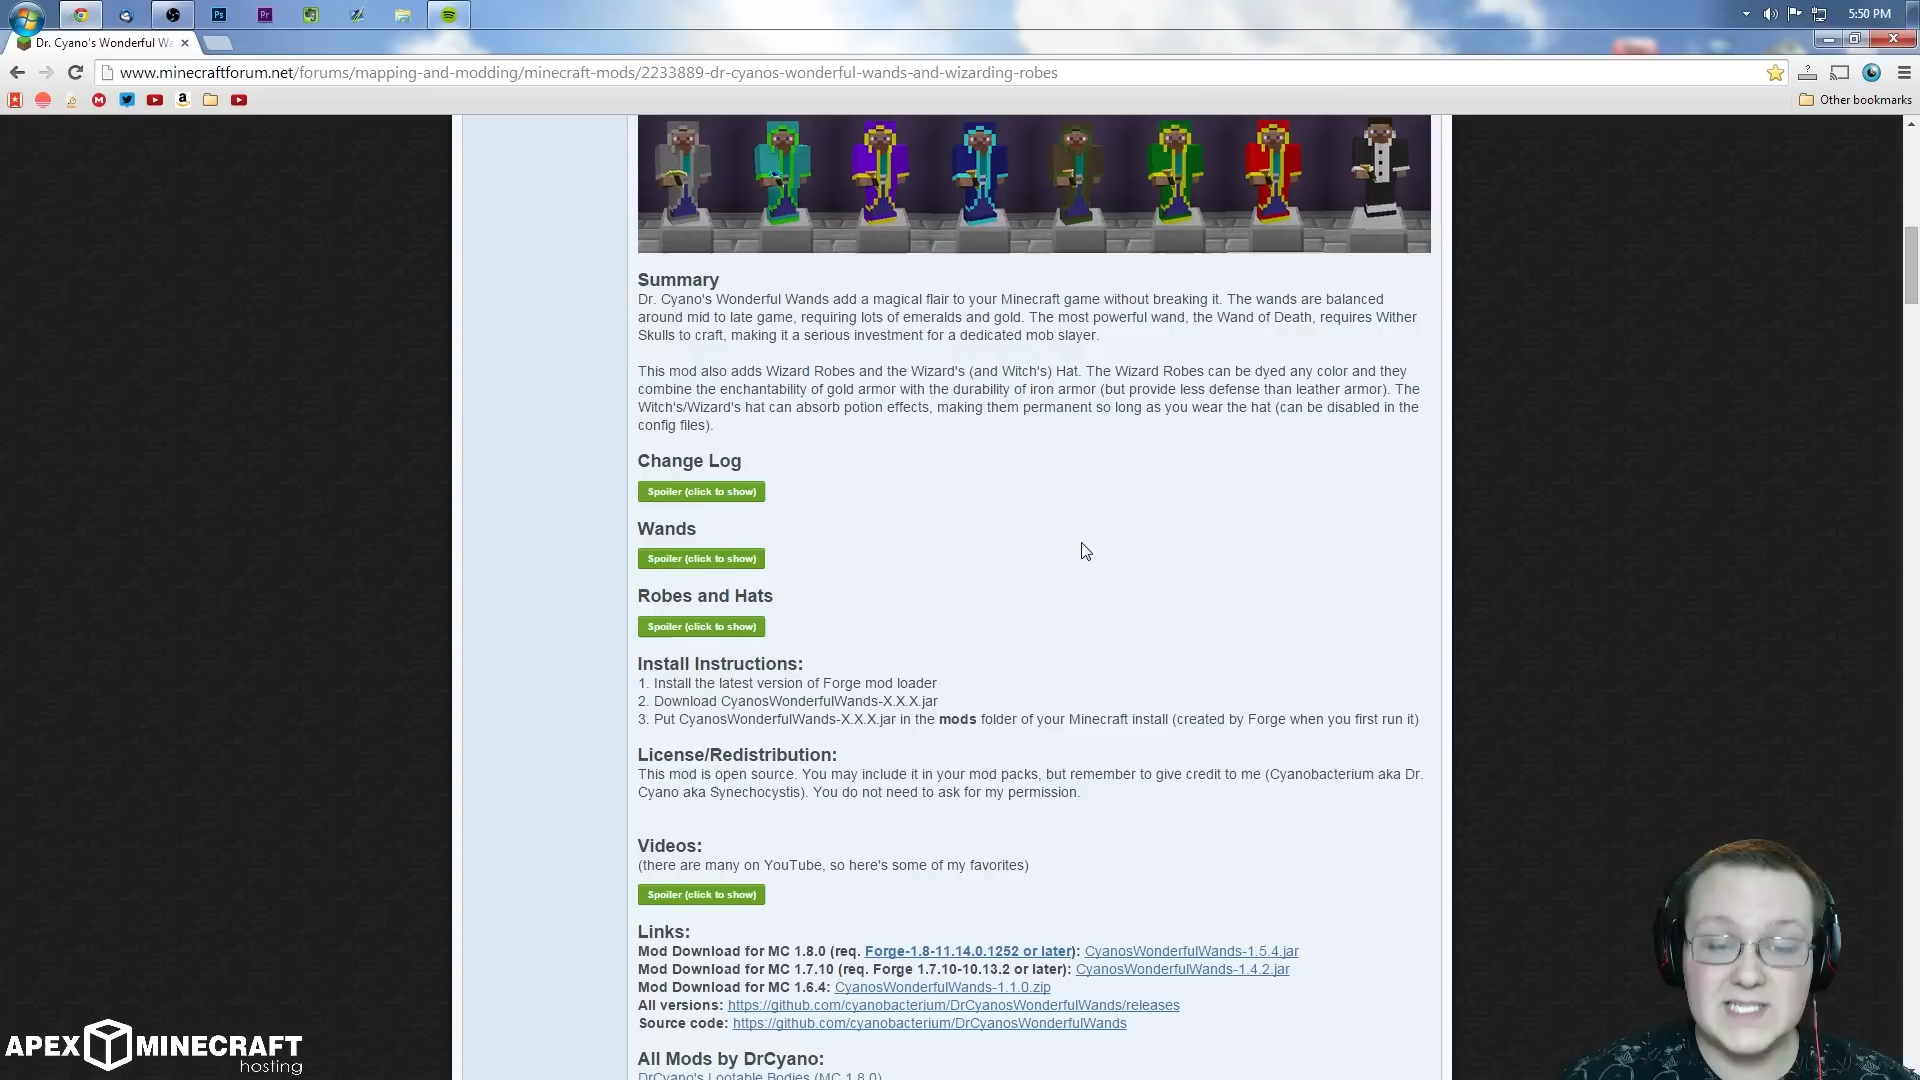 5:50 PM
Dr. Cyano's Wonderful Wa
www.minecraftforum.net/forums/mapping-and-modding/minecraft-mods/2233889-dr-cyanos-wonderful-wands-and-wizarding-robes
Other bookmarks
Summary
Dr. Cyano's Wonderful Wands add a magical flair to your Minecraft game without breaking it. The wands are balanced
around mid to late game, requiring lots of emeralds and gold. The most powerful wand, the Wand of Death, requires Wither
Skulls to craft, making it a serious investment for a dedicated mob slayer.
This mod also adds Wizard Robes and the Wizard's (and Witch's) Hat. The Wizard Robes can be dyed any color and they
combine the enchantability of gold armor with the durability of iron armor (but provide less defense than leather armor). The
Witch's/Wizard's hat can absorb potion effects, making them permanent so long as you wear the hat (can be disabled in the
config files).
Change Log
Spoiler (click to show)
Wands
Spoiler (click to show)
Robes and Hats
Spoiler (click to show)
Install Instructions:
1. Install the latest version of Forge mod loader
2. Download CyanosWonderfulWands-X.X.X.jar
3. Put CyanosWonderfulWands-X.X.X.jar in the mods folder of your Minecraft install (created by Forge when you first run it)
License/Redistribution:
This mod is open source. You may include it in your mod packs, but remember to give credit to me (Cyanobacterium aka Dr.
Cyano aka Synechocystis). You do not need to ask for my permission.
Videos:
(there are many on YouTube, so here's some of my favorites)
Spoiler (click to show)
Links:
Mod Download for MC 1.8.0 (req. Forge-1.8-11.14.0.1252 or later): CyanosWonderfulWands-1.5.4.jar
Mod Download for MC 1.7.10 (req. Forge 1.7.10-10.13.2 or later): CyanosWonderfulWands-1.4.2.jar
Mod Download for MC 1.6.4: CyanosWonderfulWands-1.1.0.zip
All versions: https://github.com/cyanobacterium/DrCyanosWonderfulWands/releases
Source code: https://github.com/cyanobacterium/DrCyanosWonderfulWands
All Mods by DrCyano:
DrCyano's Lootable Bodies (MC 1.8.0)
APEX MINECRAFT
hosting